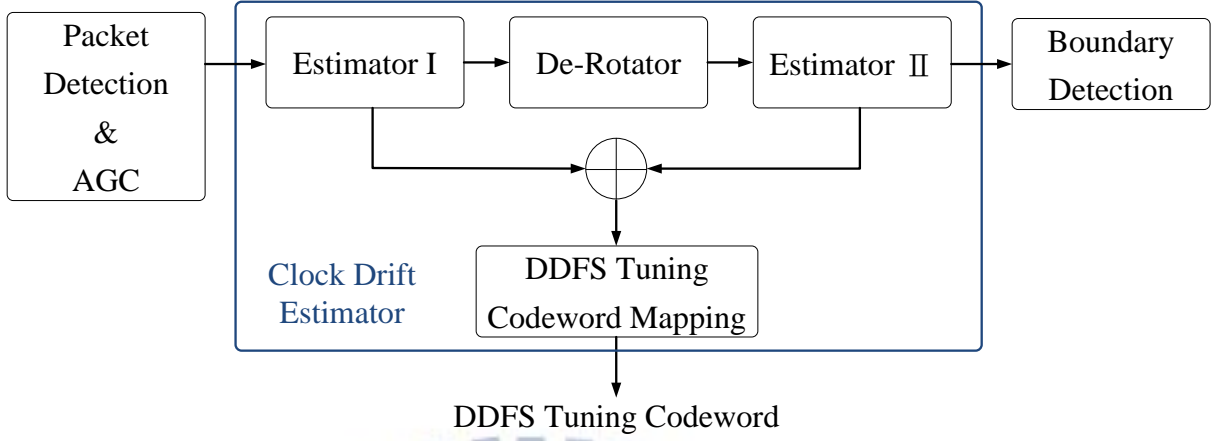 Packet
Detection
&
AGC
Estimator I
De-Rotator
Estimator Ⅱ
Boundary
Detection
Clock Drift
Estimator
DDFS Tuning
Codeword Mapping
DDFS Tuning Codeword